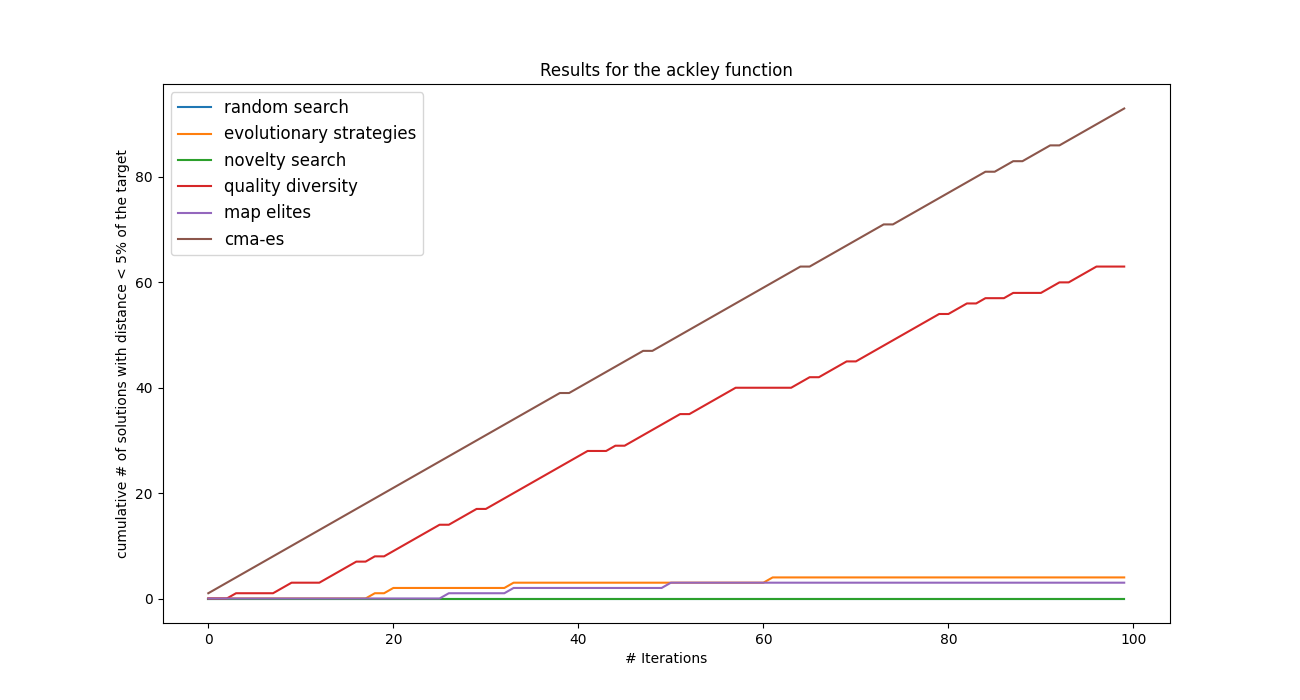 Results for the ackley function
random search
evolutionary strategies
novelty search
quality diversity
map elites
cma-es
cumulative # of solutions with distance < 5% of the target
80
60
40
20
0
0 20 40 60 80 100
# Iterations